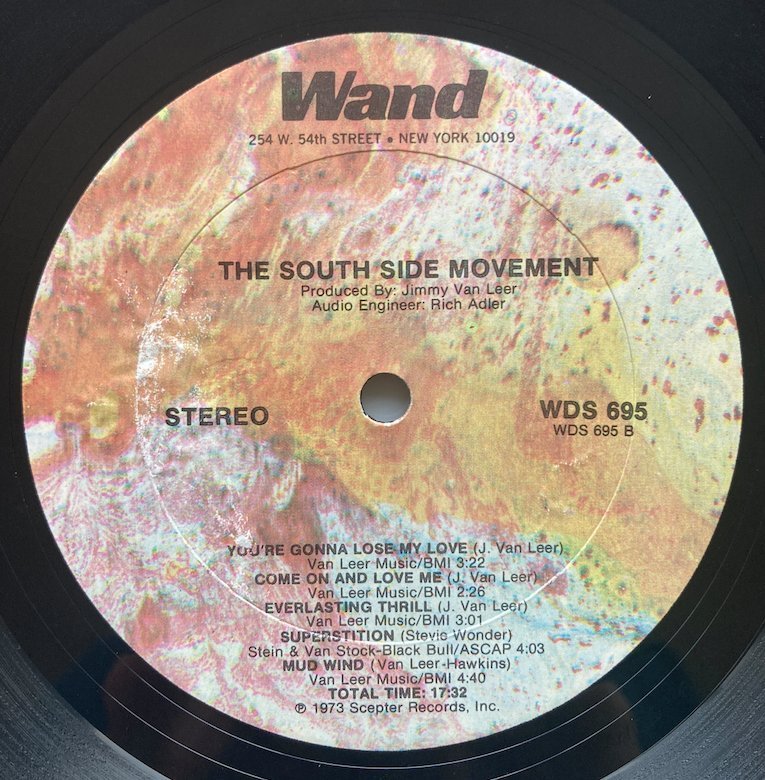 Wand ®
254 W. 54th STREET • NEW YORK 10019
THE SOUTH SIDE MOVEMENT
Produced By: Jimmy Van Leer
Audio Engineer: Rich Adler
STEREO
WDS 695
WDS 695 B
YOU'RE GONNA LOSE MY LOVE (J. Van Leer)
Van Leer Music/BMI 3:22
COME ON AND LOVE ME (J. Van Leer)
Van Leer Music/BMI 2:26
EVERLASTING THRILL (J. Van Leer)
Van Leer Music/BMI 3:01
SUPERSTITION (Stevie Wonder)
Stein & Van Stock-Black Bull/ASCAP 4:03
MUD WIND (Van Leer-Hawkins)
Van Leer Music/BMI 4:40
TOTAL TIME: 17:32
℗ 1973 Scepter Records, Inc.